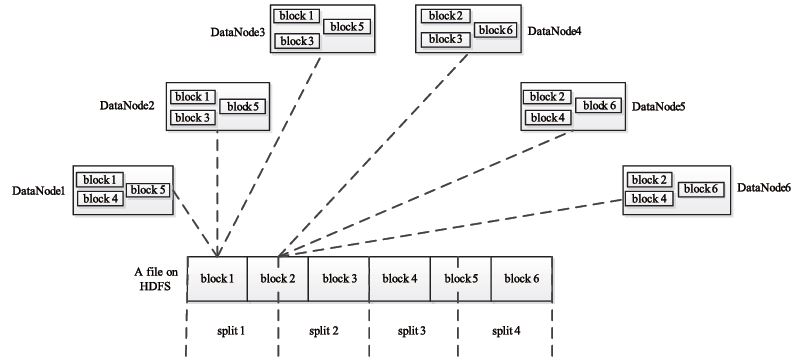 DataNode3
block 1
block 3
block 5
block 2
block 3
block 6
DataNode4
DataNode2
block 1
block 3
block 5
block 2
block 4
block 6
DataNode5
DataNode1
block 1
block 4
block 5
block 2
block 4
block 6
DataNode6
A file on
HDFS
block 1
block 2
block 3
block 4
block 5
block 6
split 1
split 2
split 3
split 4